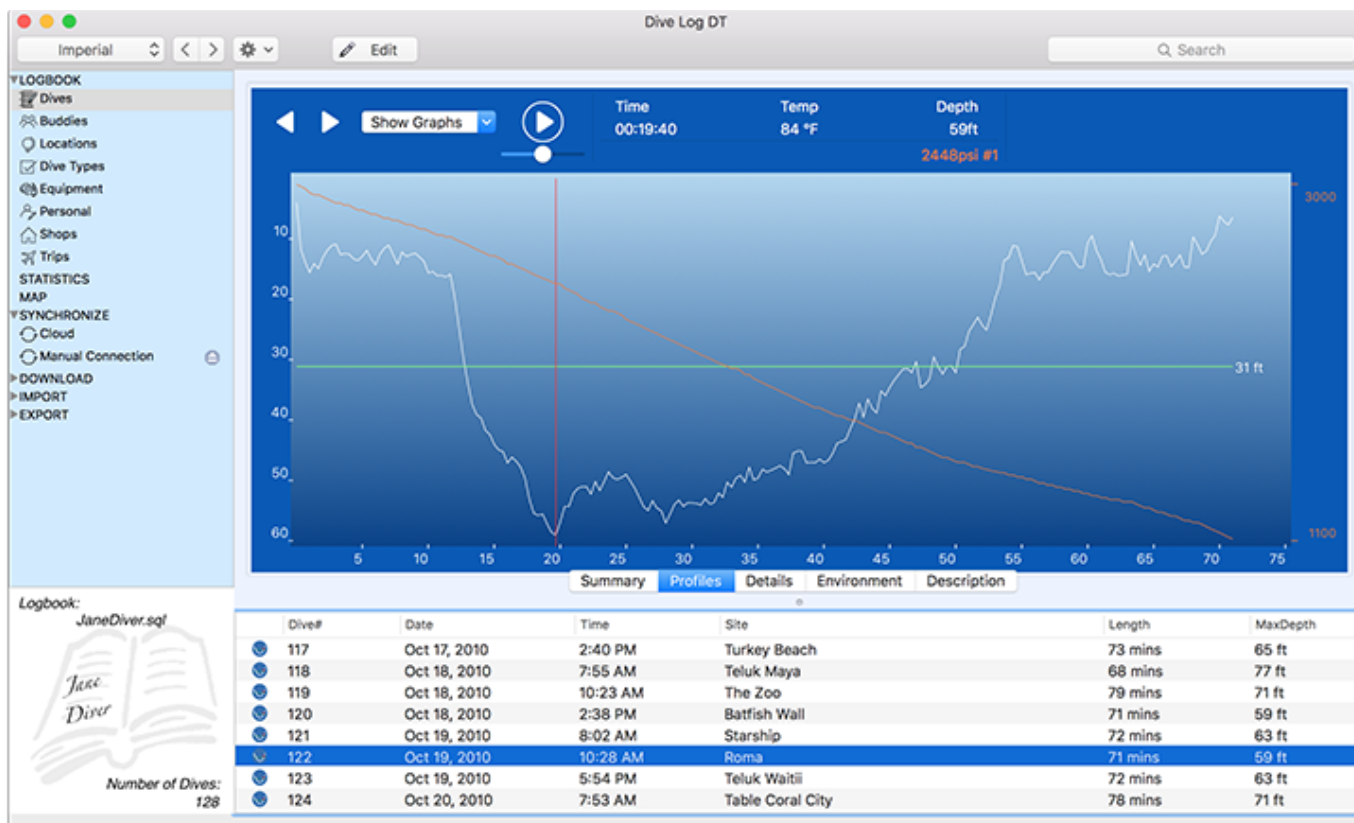 Dive Log DT
Imperial
Edit
Search
LOGBOOK
Dives
Buddies
Locations
Dive Types
Equipment
Personal
Shops
Trips
STATISTICS
MAP
SYNCHRONIZE
Cloud
Manual Connection
DOWNLOAD
IMPORT
EXPORT
Logbook:
JaneDiver.sql
Jane
Diver
Number of Dives:
128
Show Graphs
Time Temp Depth
00:19:40 84 °F 59ft
2448psi #1
3000
10
20
30
31 ft
40
50
60
1100
5 10 15 20 25 30 35 40 45 50 55 60 65 70 75
Summary Profiles Details Environment Description
Dive# Date Time Site Length MaxDepth
117 Oct 17, 2010 2:40 PM Turkey Beach 73 mins 65 ft
118 Oct 18, 2010 7:55 AM Teluk Maya 68 mins 77 ft
119 Oct 18, 2010 10:23 AM The Zoo 79 mins 71 ft
120 Oct 18, 2010 2:38 PM Batfish Wall 71 mins 59 ft
121 Oct 19, 2010 8:02 AM Starship 72 mins 63 ft
122 Oct 19, 2010 10:28 AM Roma 71 mins 59 ft
123 Oct 19, 2010 5:54 PM Teluk Waitii 72 mins 63 ft
124 Oct 20, 2010 7:53 AM Table Coral City 78 mins 71 ft